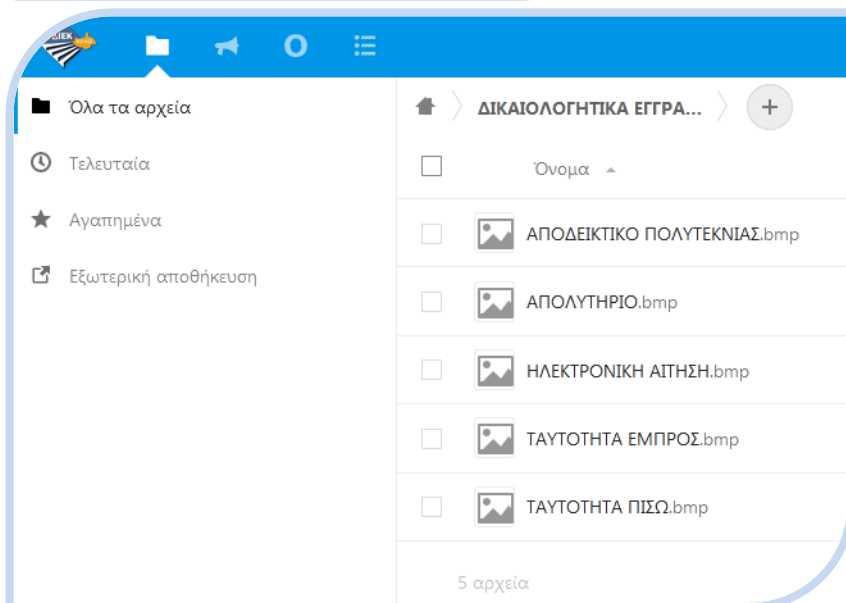 ΙΕΚ
Ο
Όλα τα αρχεία
Τελευταία
Αγαπημένα
Εξωτερική αποθήκευση
ΔΙΚΑΙΟΛΟΓΗΤΙΚΑ ΕΓΓΡΑ...
+
Όνομα
ΑΠΟΔΕΙΚΤΙΚΟ ΠΟΛΥΤΕΚΝΙΑΣ.bmp
ΑΠΟΛΥΤΗΡΙΟ.bmp
ΗΛΕΚΤΡΟΝΙΚΗ ΑΙΤΗΣΗ.bmp
ΤΑΥΤΟΤΗΤΑ ΕΜΠΡΟΣ.bmp
ΤΑΥΤΟΤΗΤΑ ΠΙΣΩ.bmp
5 αρχεία